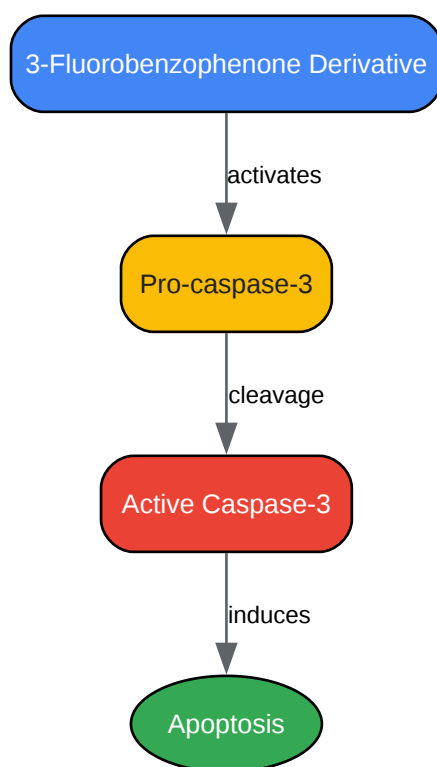 3-Fluorobenzophenone Derivative
activates
Pro-caspase-3
cleavage
Active Caspase-3
induces
Apoptosis